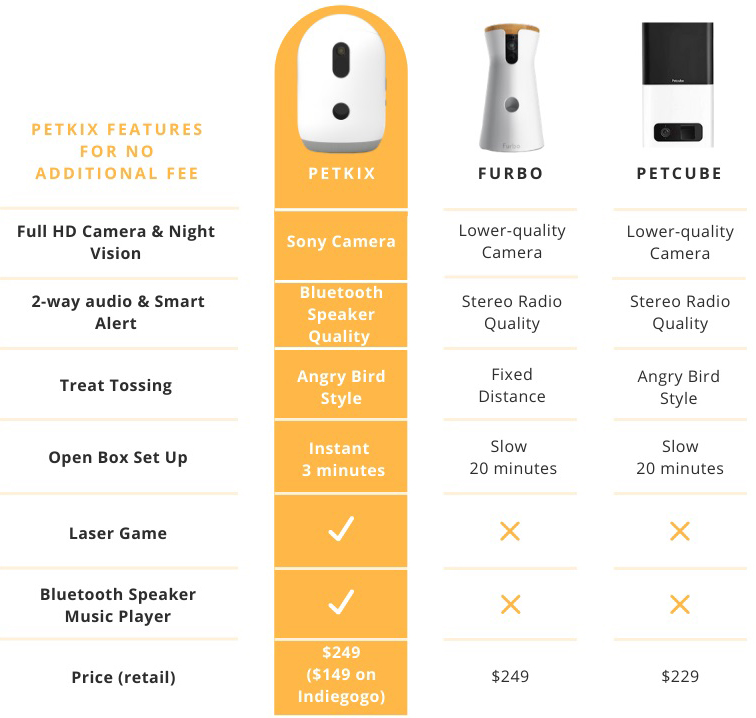 PETKIX FEATURES
FOR NO
ADDITIONAL FEE
PETKIX
Furbo
FURBO
Petcube
PETCUBE
Full HD Camera & Night
Vision
Sony Camera
Lower-quality
Camera
Lower-quality
Camera
2-way audio & Smart
Alert
Bluetooth
Speaker
Quality
Stereo Radio
Quality
Stereo Radio
Quality
Treat Tossing
Angry Bird
Style
Fixed
Distance
Angry Bird
Style
Open Box Set Up
Instant
3 minutes
Slow
20 minutes
Slow
20 minutes
Laser Game
Bluetooth Speaker
Music Player
Price (retail)
$249
($149 on
Indiegogo)
$249
$229